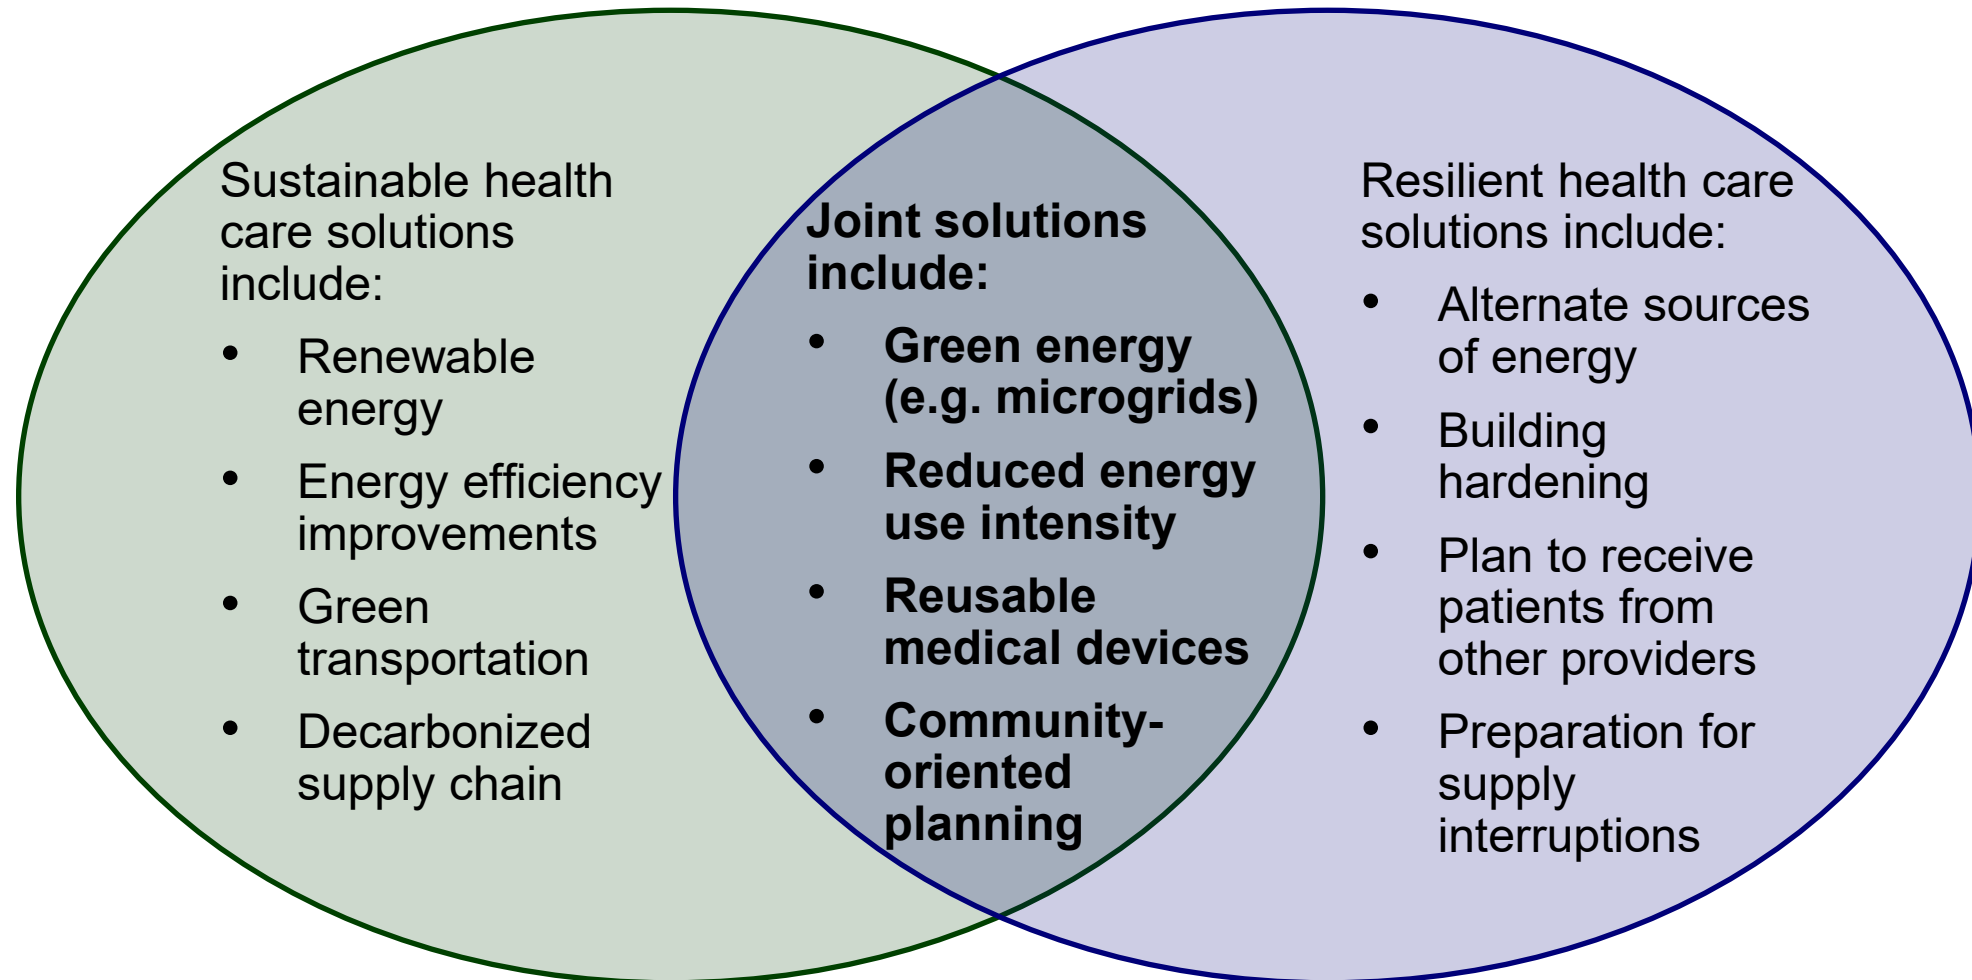 Sustainable health
care solutions
include:
• Renewable
energy
• Energy efficiency
improvements
• Green
transportation
• Decarbonized
supply chain
Joint solutions
include:
• Green energy
(e.g. microgrids)
• Reduced energy
use intensity
• Reusable
medical devices
• Community-
oriented
planning
Resilient health care
solutions include:
• Alternate sources
of energy
• Building
hardening
• Plan to receive
patients from
other providers
• Preparation for
supply
interruptions